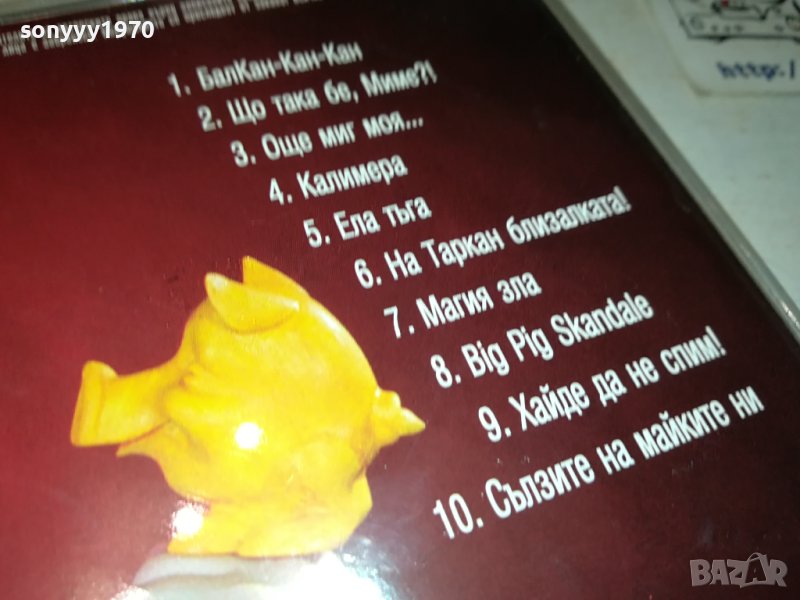 sonyyy1970
http:/
1. БалКан-Кан-Кан
2. Що така бе, Миме?!
3. Още миг моя...
4. Калимера
5. Ела тъга
6. На Таркан близалката!
7. Магия зла
8. Big Pig Skandale
9. Хайде да не спим!
10. Сълзите на майките ни
BAZAR